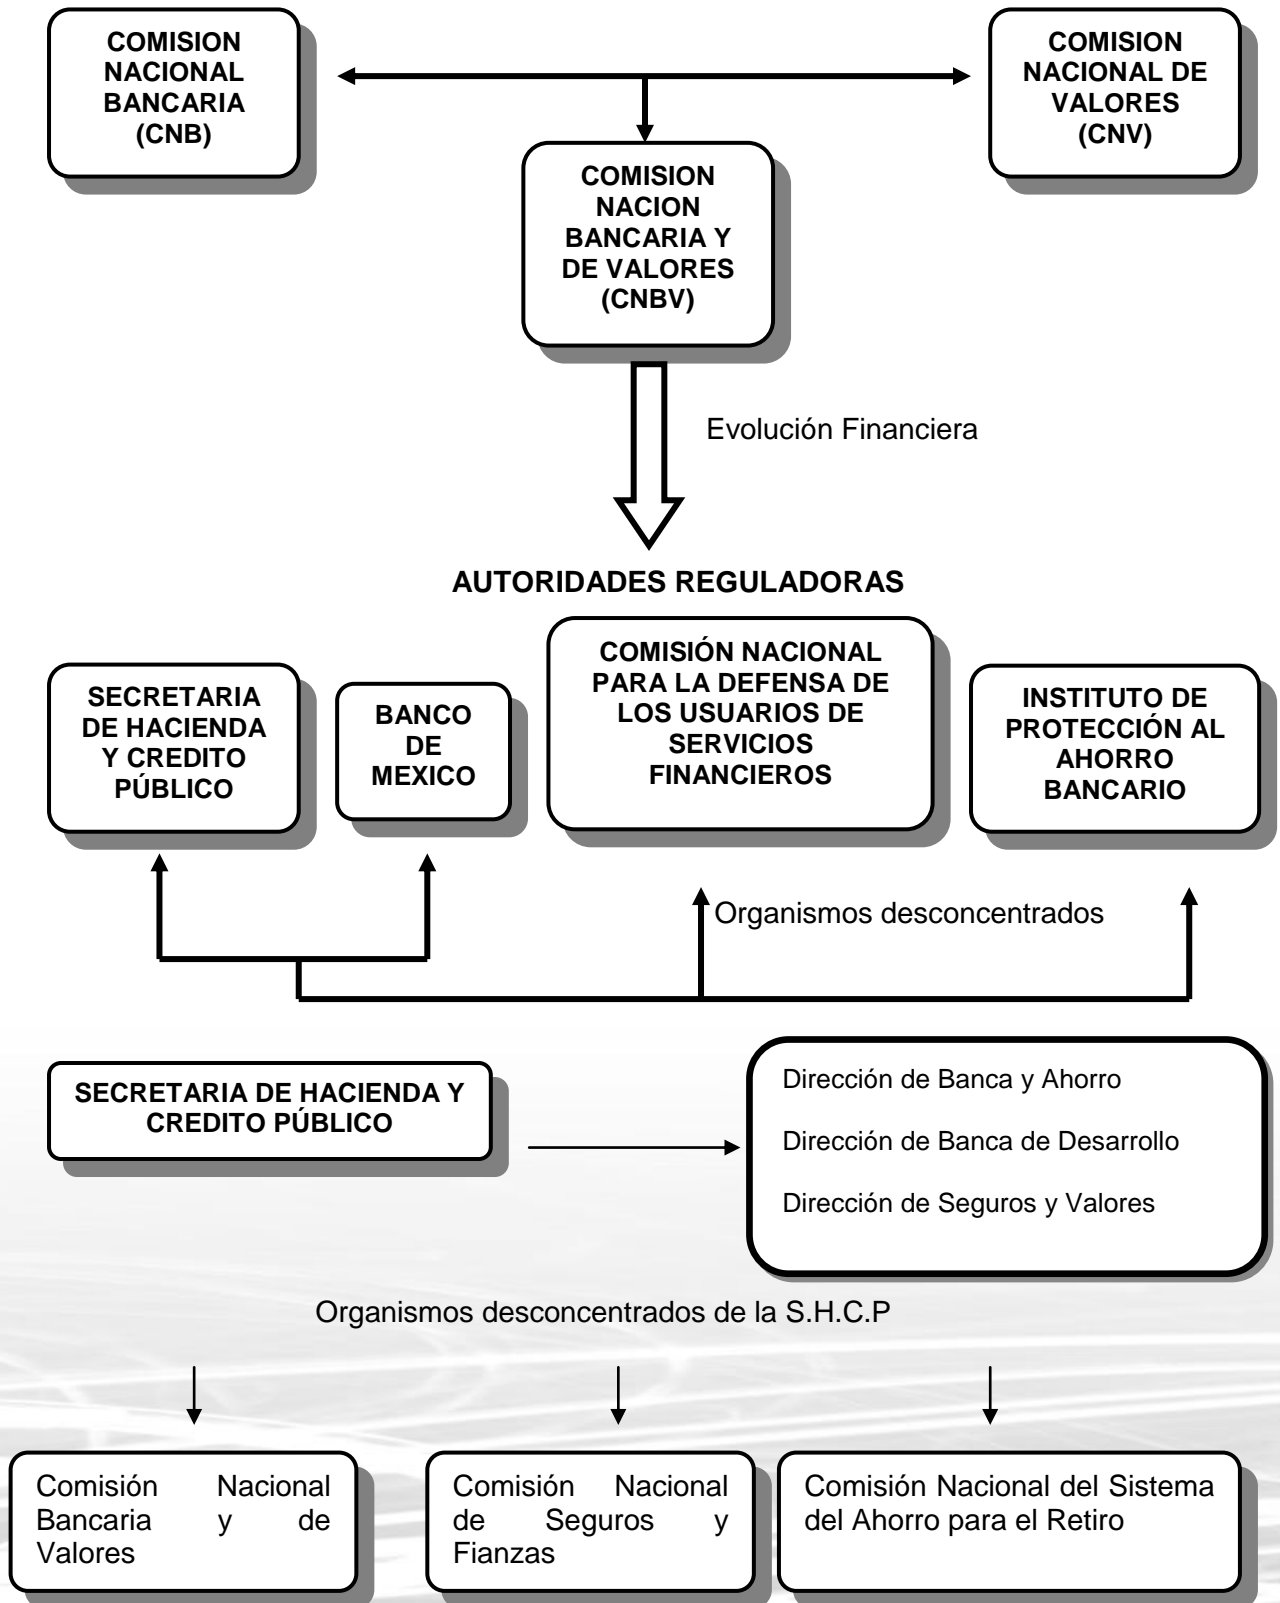 COMISION
NACIONAL
BANCARIA
(CNB)
COMISION
NACIONAL DE
VALORES
(CNV)
COMISION
NACION
BANCARIA Y
DE VALORES
(CNBV)
Evolución Financiera
AUTORIDADES REGULADORAS
SECRETARIA
DE HACIENDA
Y CREDITO
PÚBLICO
BANCO
DE
MEXICO
COMISIÓN NACIONAL
PARA LA DEFENSA DE
LOS USUARIOS DE
SERVICIOS
FINANCIEROS
INSTITUTO DE
PROTECCIÓN AL
AHORRO
BANCARIO
Organismos desconcentrados
SECRETARIA DE HACIENDA Y
CREDITO PÚBLICO
Dirección de Banca y Ahorro
Dirección de Banca de Desarrollo
Dirección de Seguros y Valores
Organismos desconcentrados de la S.H.C.P
Comisión Nacional
Bancaria y de
Valores
Comisión Nacional
de Seguros y
Fianzas
Comisión Nacional del Sistema
del Ahorro para el Retiro